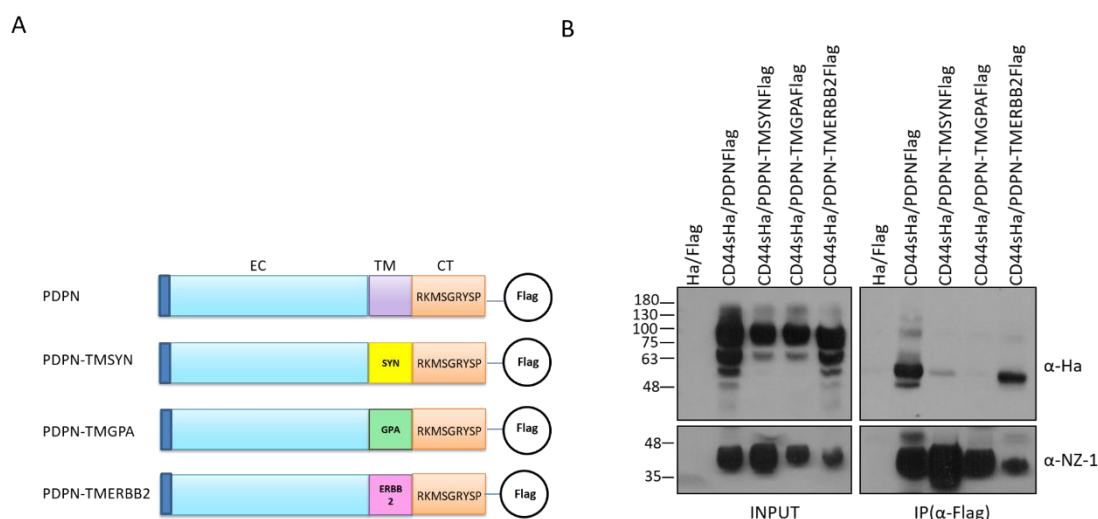 A
EC TM CT
PDPN RKMSGRYSP Flag
PDPN-TMSYN SYN RKMSGRYSP Flag
PDPN-TMGPA GPA RKMSGRYSP Flag
PDPN-TMERBB2 ERBB
2 RKMSGRYSP Flag
B
Ha/Flag
CD44sHa/PDPNFlag
CD44sHa/PDPN-TMSYNFlag
CD44sHa/PDPN-TMGPAFlag
CD44sHa/PDPN-TMERBB2Flag
Ha/Flag
CD44sHa/PDPNFlag
CD44sHa/PDPN-TMSYNFlag
CD44sHa/PDPN-TMGPAFlag
CD44sHa/PDPN-TMERBB2Flag
180
130
100
75
63
48
α-Ha
48
35
α-NZ-1
INPUT IP(α-Flag)